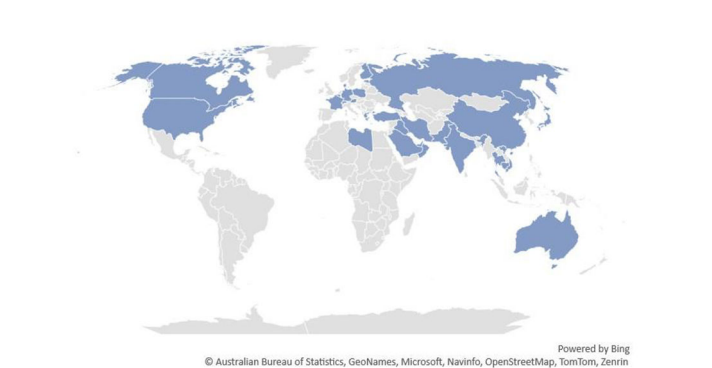 Powered by Bing
© Australian Bureau of Statistics, GeoNames, Microsoft, Navinfo, OpenStreetMap, TomTom, Zenrin